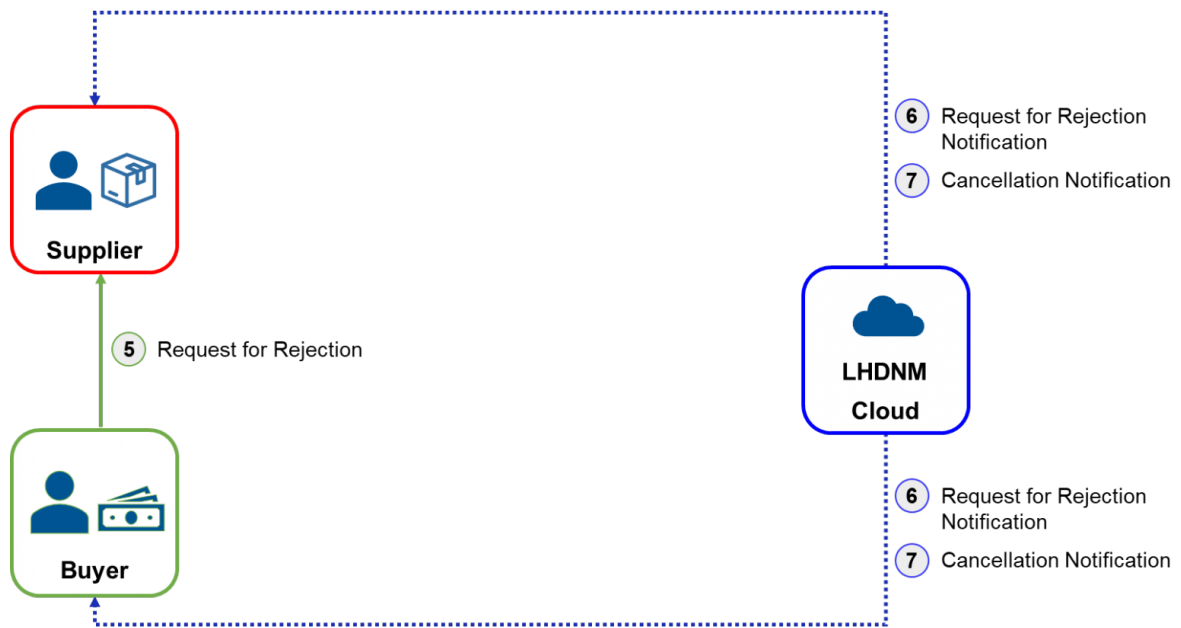 6 Request for Rejection
Notification
7 Cancellation Notification
Supplier
5 Request for Rejection
LHDNM
Cloud
6 Request for Rejection
Notification
7 Cancellation Notification
Buyer